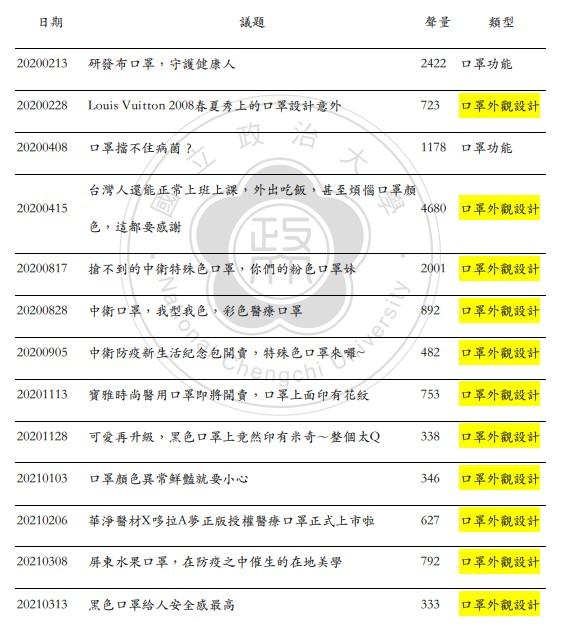 日期 議題 聲量 類型
20200213 研發布口罩，守護健康人 2422 口罩功能
20200228 Louis Vuitton 2008春夏秀上的口罩設計意外 723 口罩外觀設計
20200408 口罩擋不住病菌？ 1178 口罩功能
台灣人還能正常上班上課，外出吃飯，甚至煩惱口罩顏
20200415 4680 口罩外觀設計
色，這都要感謝
20200817 搶不到的中衛特殊色口罩，你們的粉色口罩妹 2001 口罩外觀設計
20200828 中衛口罩，我型我色，彩色醫療口罩 892 口罩外觀設計
20200905 中衛防疫新生活紀念包開賣，特殊色口罩來囉~ 482 口罩外觀設計
20201113 寶雅時尚醫用口罩即將開賣，口罩上面印有花紋 753 口罩外觀設計
20201128 可愛再升級，黑色口罩上竟然印有米奇～整個太Q 338 口罩外觀設計
20210103 口罩顏色異常鮮豔就要小心 346 口罩外觀設計
20210206 華淨醫材X哆拉A夢正版授權醫療口罩正式上市啦 627 口罩外觀設計
20210308 屏東水果口罩，在防疫之中催生的在地美學 792 口罩外觀設計
20210313 黑色口罩給人安全感最高 333 口罩外觀設計
國立政治大學
政
National Chengchi University